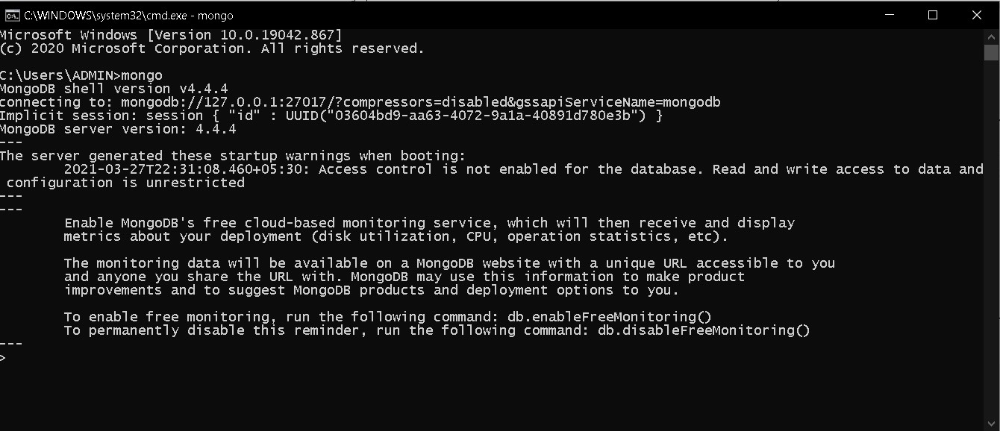 C:\WINDOWS\system32\cmd.exe - mongo
Microsoft Windows [Version 10.0.19042.867]
(c) 2020 Microsoft Corporation. All rights reserved.
C:\Users\ADMIN>mongo
MongoDB shell version v4.4.4
connecting to: mongodb://127.0.0.1:27017/?compressors=disabled&gssapiServiceName=mongodb
Implicit session: session { "id" : UUID("03604bd9-aa63-4072-9a1a-40891d780e3b") }
MongoDB server version: 4.4.4
---
The server generated these startup warnings when booting:
2021-03-27T22:31:08.460+05:30: Access control is not enabled for the database. Read and write access to data and
configuration is unrestricted
---
---
Enable MongoDB's free cloud-based monitoring service, which will then receive and display
metrics about your deployment (disk utilization, CPU, operation statistics, etc).
The monitoring data will be available on a MongoDB website with a unique URL accessible to you
and anyone you share the URL with. MongoDB may use this information to make product
improvements and to suggest MongoDB products and deployment options to you.
To enable free monitoring, run the following command: db.enableFreeMonitoring()
To permanently disable this reminder, run the following command: db.disableFreeMonitoring()
---
>